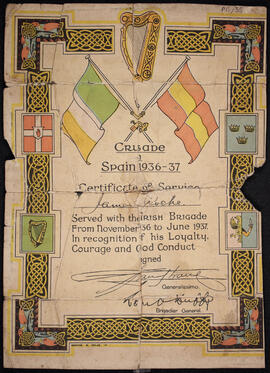 CRUSADE
Spain 1936-37
Certificate of Service
James
Served with the IRISH BRIGADE
From November 36 to June 1937.
In recognition of his Loyalty,
Courage and Good Conduct
signed
Generalissimo.
Brigadier General